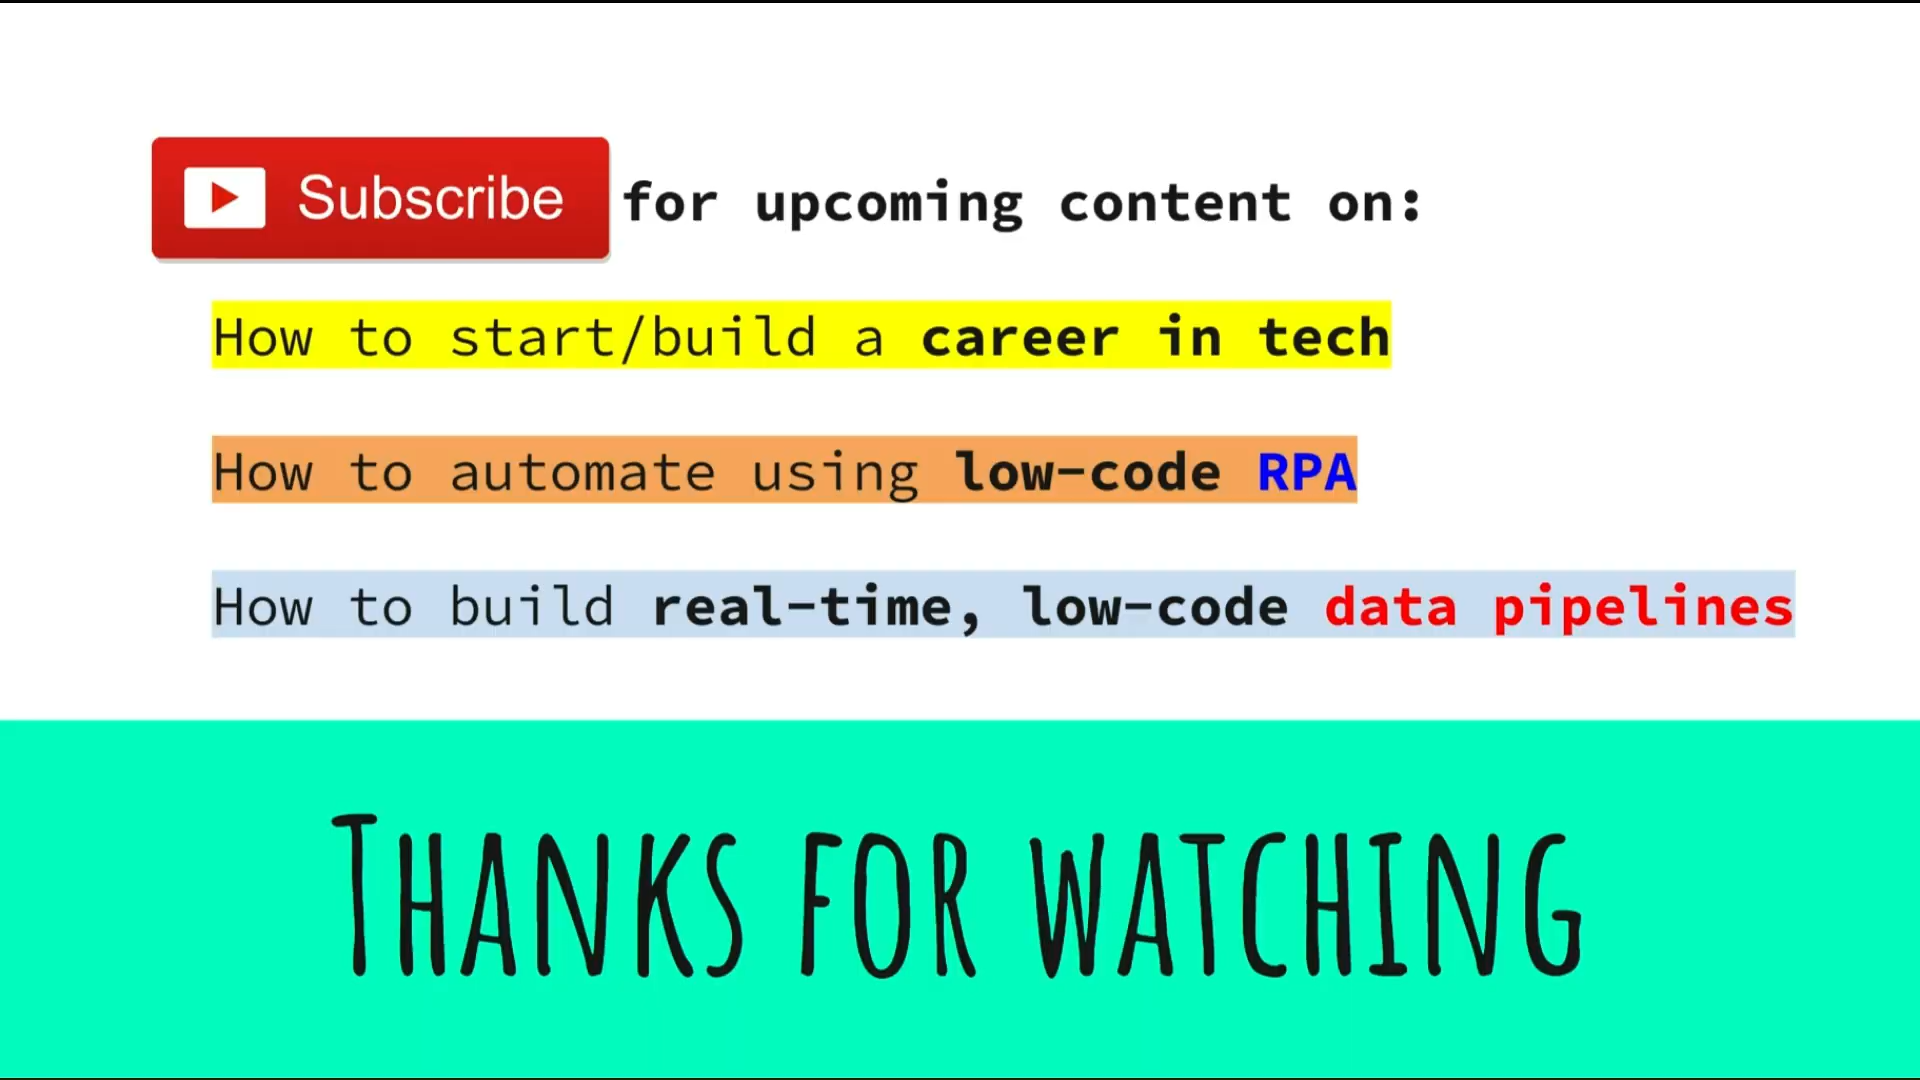 Subscribe for upcoming content on:
How to start/build a career in tech
How to automate using low-code RPA
How to build real-time, low-code data pipelines
THANKS FOR WATCHING